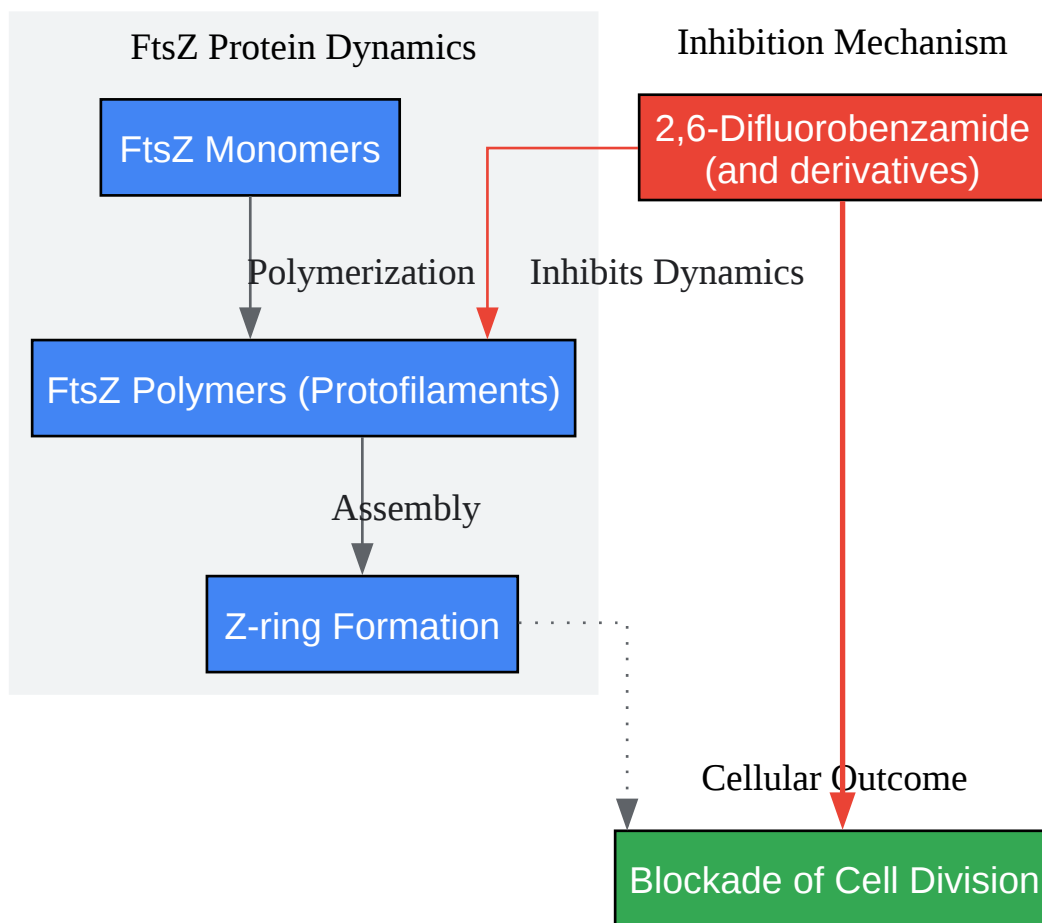 FtsZ Protein Dynamics
Inhibition Mechanism
FtsZ Monomers
2,6-Difluorobenzamide
(and derivatives)
Polymerization
Inhibits Dynamics
FtsZ Polymers (Protofilaments)
Assembly
Z-ring Formation
Cellular Outcome
Blockade of Cell Division